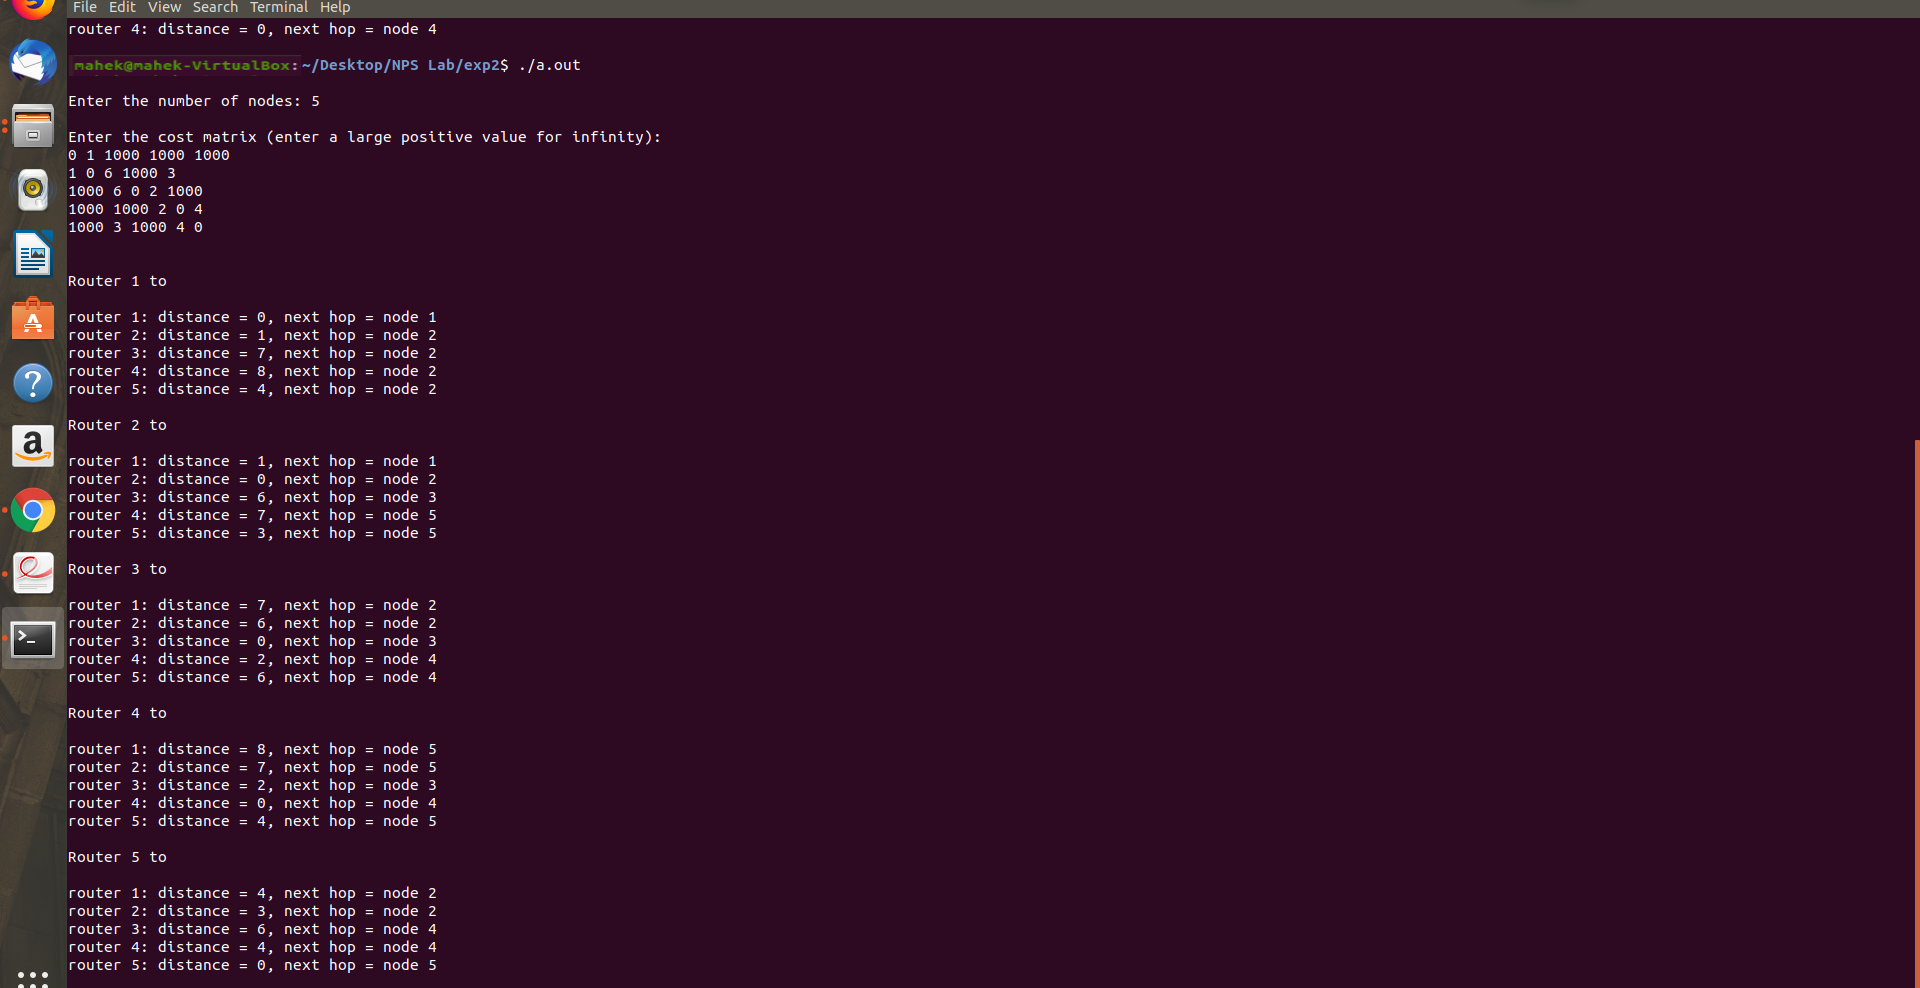 File Edit View Search Terminal Help
router 4: distance = 0, next hop = node 4
mahek@mahek-VirtualBox:~/Desktop/NPS Lab/exp2$ ./a.out
Enter the number of nodes: 5
Enter the cost matrix (enter a large positive value for infinity):
0 1 1000 1000 1000
1 0 6 1000 3
1000 6 0 2 1000
1000 1000 2 0 4
1000 3 1000 4 0
Router 1 to
router 1: distance = 0, next hop = node 1
router 2: distance = 1, next hop = node 2
router 3: distance = 7, next hop = node 2
router 4: distance = 8, next hop = node 2
router 5: distance = 4, next hop = node 2
Router 2 to
router 1: distance = 1, next hop = node 1
router 2: distance = 0, next hop = node 2
router 3: distance = 6, next hop = node 3
router 4: distance = 7, next hop = node 5
router 5: distance = 3, next hop = node 5
Router 3 to
router 1: distance = 7, next hop = node 2
router 2: distance = 6, next hop = node 2
router 3: distance = 0, next hop = node 3
router 4: distance = 2, next hop = node 4
router 5: distance = 6, next hop = node 4
Router 4 to
router 1: distance = 8, next hop = node 5
router 2: distance = 7, next hop = node 5
router 3: distance = 2, next hop = node 3
router 4: distance = 0, next hop = node 4
router 5: distance = 4, next hop = node 5
Router 5 to
router 1: distance = 4, next hop = node 2
router 2: distance = 3, next hop = node 2
router 3: distance = 6, next hop = node 4
router 4: distance = 4, next hop = node 4
router 5: distance = 0, next hop = node 5